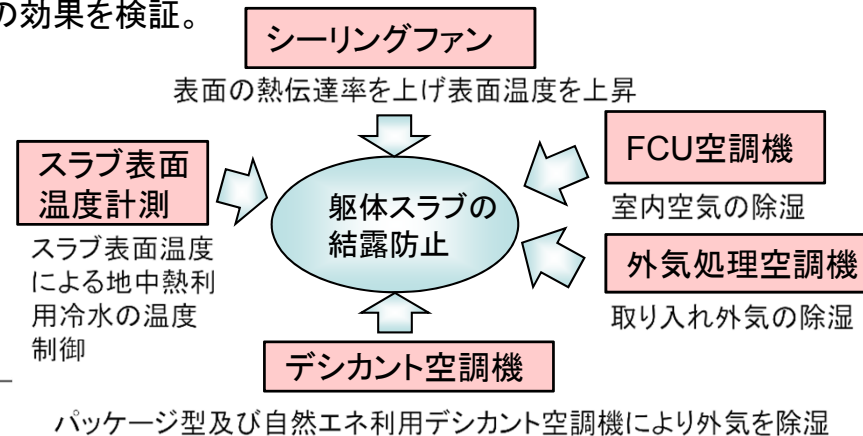 の効果を検証。
シーリングファン
表面の熱伝達率を上げ表面温度を上昇
スラブ表面
温度計測
スラブ表面温度
による地中熱利
用冷水の温度
制御
躯体スラブの
結露防止
FCU空調機
室内空気の除湿
外気処理空調機
取り入れ外気の除湿
デシカント空調機
パッケージ型及び自然エネ利用デシカント空調機により外気を除湿